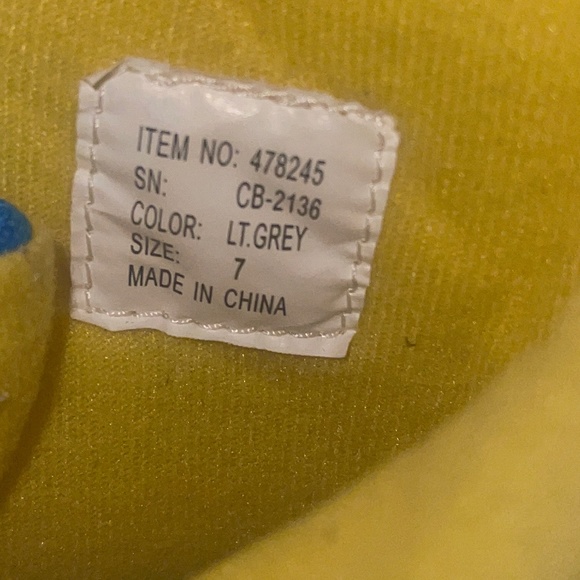 ITEM NO: 478245
SN: CB-2136
COLOR: LT.GREY
SIZE: 7
MADE IN CHINA